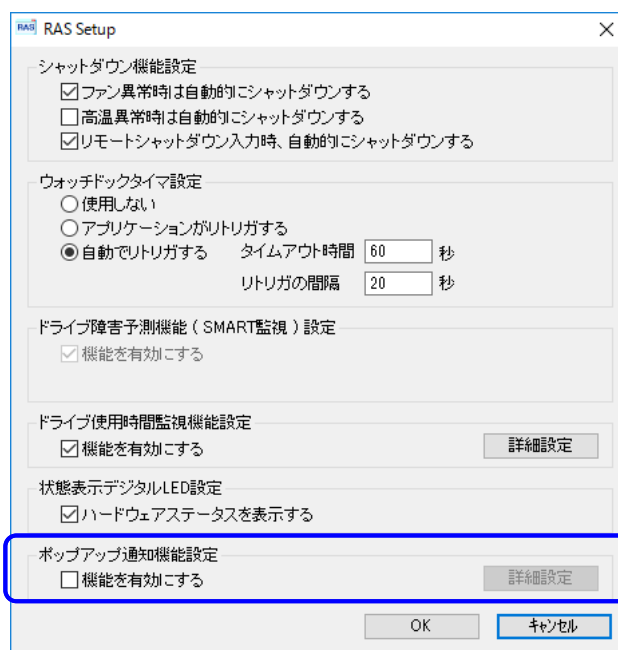 RAS RAS Setup
シャットダウン機能設定
ファン異常時は自動的にシャットダウンする
高温異常時は自動的にシャットダウンする
リモートシャットダウン入力時、自動的にシャットダウンする
ウォッチドックタイマ設定
使用しない
アプリケーションがリトリガする
自動でリトリガする タイムアウト時間 60 秒
リトリガの間隔 20 秒
ドライブ障害予測機能(SMART監視)設定
機能を有効にする
ドライブ使用時間監視機能設定
機能を有効にする 詳細設定
状態表示デジタルLED設定
ハードウェアステータスを表示する
ポップアップ通知機能設定
機能を有効にする 詳細設定
OK キャンセル